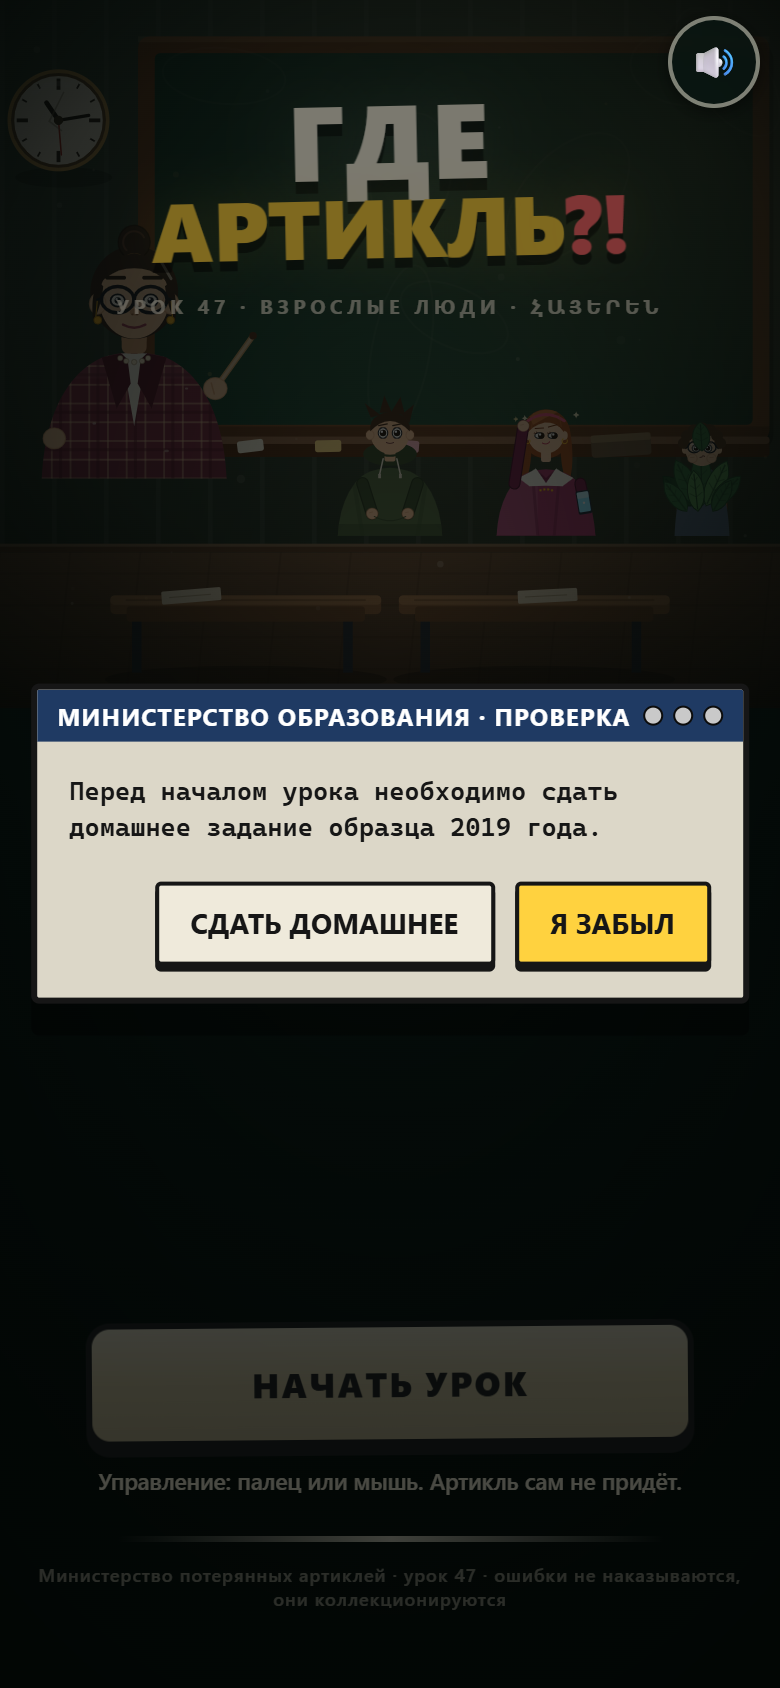 ГДЕ
АРТИКЛЬ?!
УРОК 47 · ВЗРОСЛЫЕ ЛЮДИ · ՀԱՅԵՐԵՆ
МИНИСТЕРСТВО ОБРАЗОВАНИЯ · ПРОВЕРКА
Перед началом урока необходимо сдать
домашнее задание образца 2019 года.
СДАТЬ ДОМАШНЕЕ
Я ЗАБЫЛ
НАЧАТЬ УРОК
Управление: палец или мышь. Артикль сам не придёт.
Министерство потерянных артиклей · урок 47 · ошибки не наказываются,
они коллекционируются